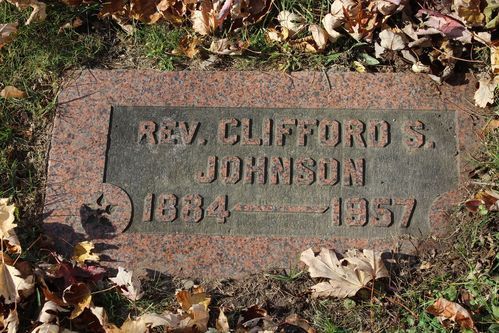 REV. CLIFFORD S.
JOHNSON
1884 1957